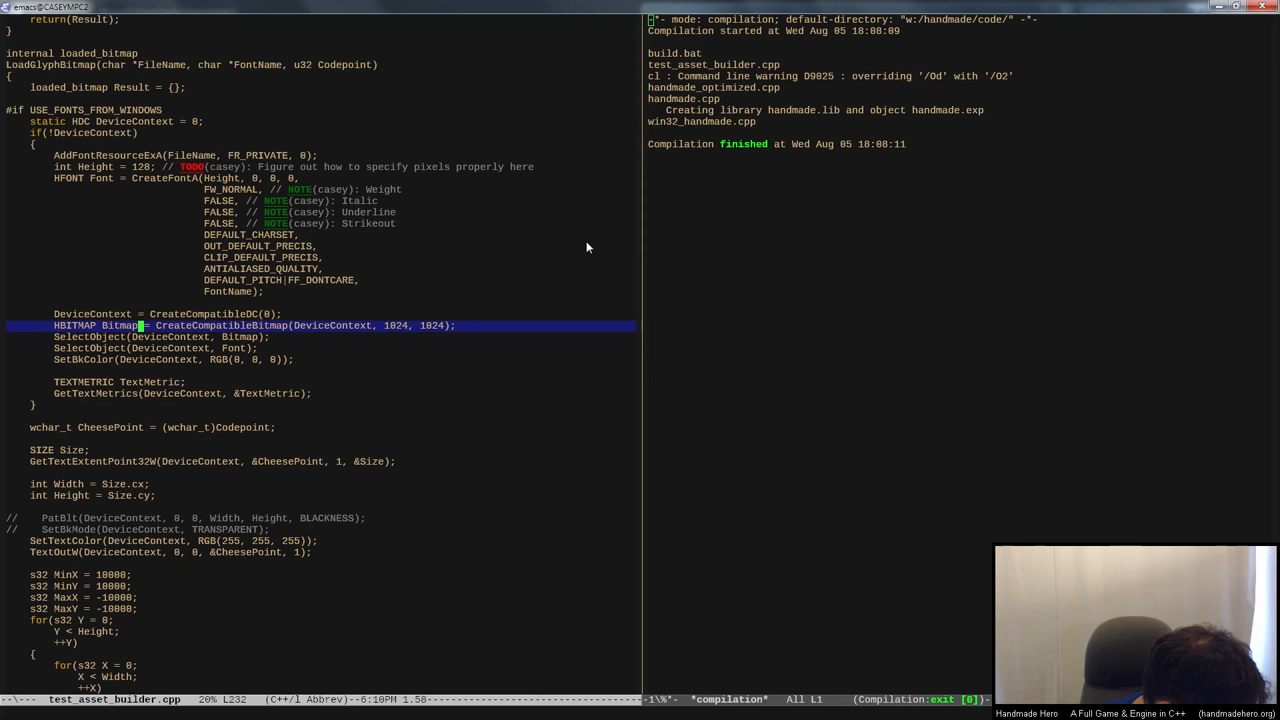 emacs@CASEYMPC2
    return(Result);
}

internal loaded_bitmap
LoadGlyphBitmap(char *FileName, char *FontName, u32 Codepoint)
{
    loaded_bitmap Result = {};

#if USE_FONTS_FROM_WINDOWS
    static HDC DeviceContext = 0;
    if(!DeviceContext)
    {
        AddFontResourceExA(FileName, FR_PRIVATE, 0);
        int Height = 128; // TODO(casey): Figure out how to specify pixels properly here
        HFONT Font = CreateFontA(Height, 0, 0, 0,
                                 FW_NORMAL, // NOTE(casey): Weight
                                 FALSE, // NOTE(casey): Italic
                                 FALSE, // NOTE(casey): Underline
                                 FALSE, // NOTE(casey): Strikeout
                                 DEFAULT_CHARSET,
                                 OUT_DEFAULT_PRECIS,
                                 CLIP_DEFAULT_PRECIS,
                                 ANTIALIASED_QUALITY,
                                 DEFAULT_PITCH|FF_DONTCARE,
                                 FontName);

        DeviceContext = CreateCompatibleDC(0);
        HBITMAP Bitmap = CreateCompatibleBitmap(DeviceContext, 1024, 1024);
        SelectObject(DeviceContext, Bitmap);
        SelectObject(DeviceContext, Font);
        SetBkColor(DeviceContext, RGB(0, 0, 0));

        TEXTMETRIC TextMetric;
        GetTextMetrics(DeviceContext, &TextMetric);
    }

    wchar_t CheesePoint = (wchar_t)Codepoint;

    SIZE Size;
    GetTextExtentPoint32W(DeviceContext, &CheesePoint, 1, &Size);

    int Width = Size.cx;
    int Height = Size.cy;

//    PatBlt(DeviceContext, 0, 0, Width, Height, BLACKNESS);
//    SetBkMode(DeviceContext, TRANSPARENT);
    SetTextColor(DeviceContext, RGB(255, 255, 255));
    TextOutW(DeviceContext, 0, 0, &CheesePoint, 1);

    s32 MinX = 10000;
    s32 MinY = 10000;
    s32 MaxX = -10000;
    s32 MaxY = -10000;
    for(s32 Y = 0;
        Y < Height;
        ++Y)
    {
        for(s32 X = 0;
            X < Width;
            ++X)
--\--- test_asset_builder.cpp   20% L232   (C++/l Abbrev)--6:10PM 1.58
-*- mode: compilation; default-directory: "w:/handmade/code/" -*-
Compilation started at Wed Aug 05 18:08:09

build.bat
test_asset_builder.cpp
cl : Command line warning D9025 : overriding '/Od' with '/O2'
handmade_optimized.cpp
handmade.cpp
   Creating library handmade.lib and object handmade.exp
win32_handmade.cpp

Compilation finished at Wed Aug 05 18:08:11
-1\%*-  *compilation*   All L1     (Compilation:exit [0])-
Handmade Hero   A Full Game & Engine in C++   (handmadehero.org)